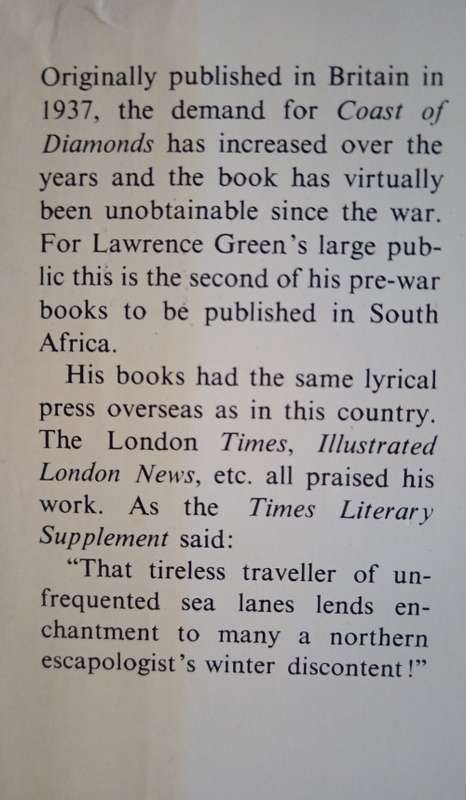 Originally published in Britain in
1937, the demand for Coast of
Diamonds has increased over the
years and the book has virtually
been unobtainable since the war.
For Lawrence Green's large pub-
lic this is the second of his pre-war
books to be published in South
Africa.
His books had the same lyrical
press overseas as in this country.
The London Times, Illustrated
London News, etc. all praised his
work. As the Times Literary
Supplement said:
“That tireless traveller of un-
frequented sea lanes lends en-
chantment to many a northern
escapologist's winter discontent!”